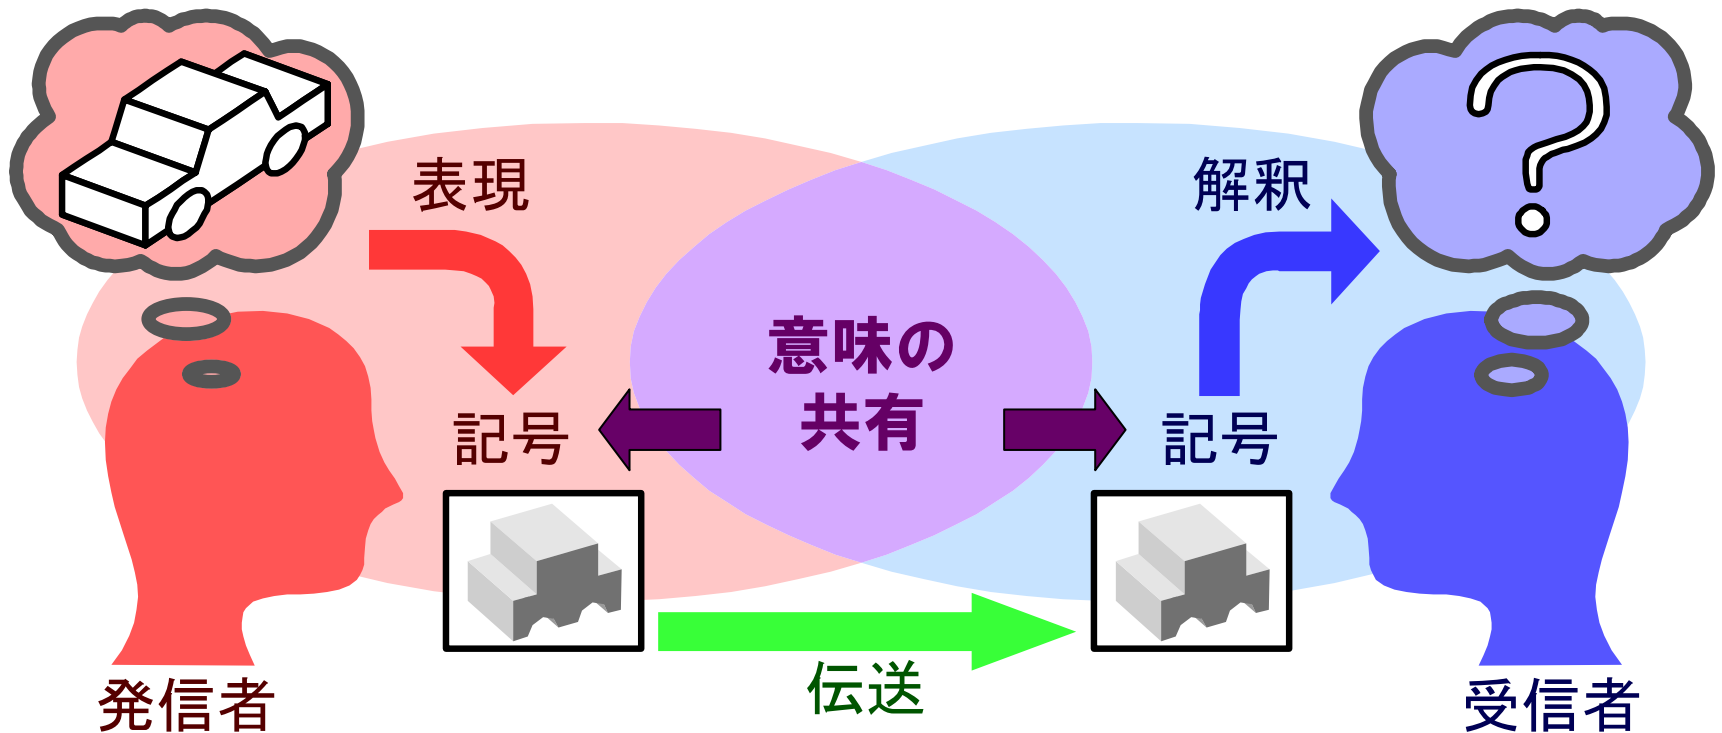 表現
解釈
意味の
共有
記号
記号
伝送
発信者
受信者